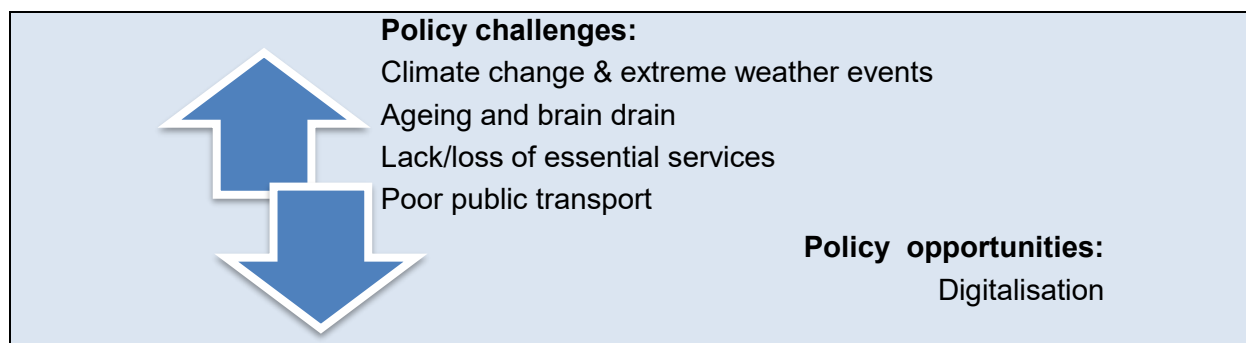 Policy challenges:
Climate change & extreme weather events
Ageing and brain drain
Lack/loss of essential services
Poor public transport
Policy opportunities:
Digitalisation